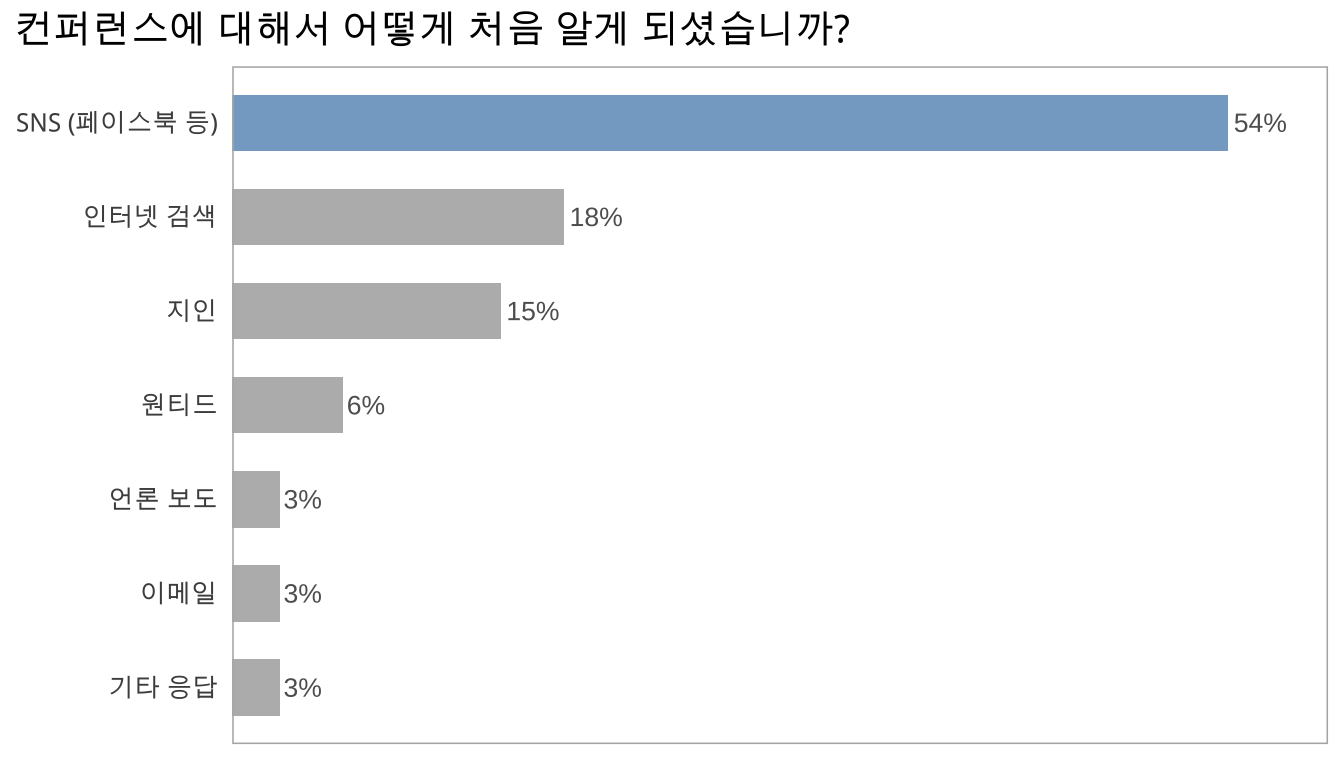 컨퍼런스에 대해서 어떻게 처음 알게 되셨습니까?
SNS (페이스북 등) 54%
인터넷 검색 18%
지인 15%
원티드 6%
언론 보도 3%
이메일 3%
기타 응답 3%